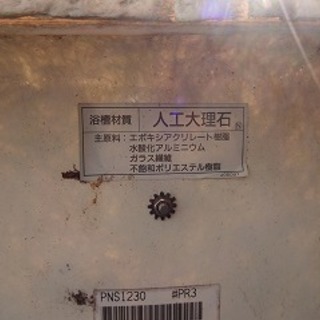 浴槽材質 人工大理石
主原料：エポキシアクリレート樹脂
水酸化アルミニウム
ガラス繊維
不飽和ポリエステル樹脂
PNS1230 #PR3